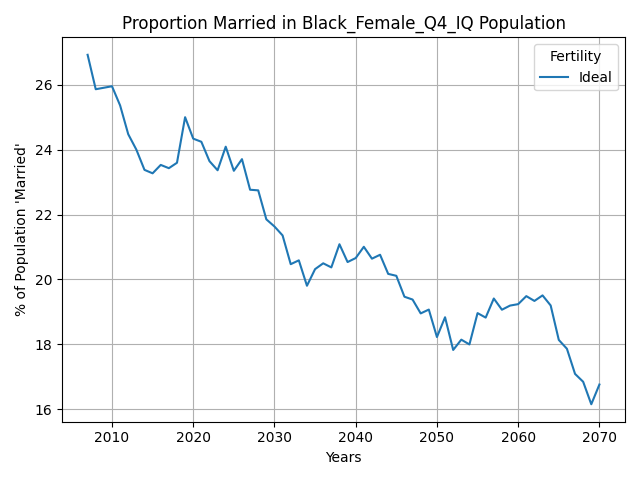 Proportion Married in Black_Female_Q4_IQ Population
Fertility
Ideal
% of Population 'Married'
26
24
22
20
18
16
2010 2020 2030 2040 2050 2060 2070
Years